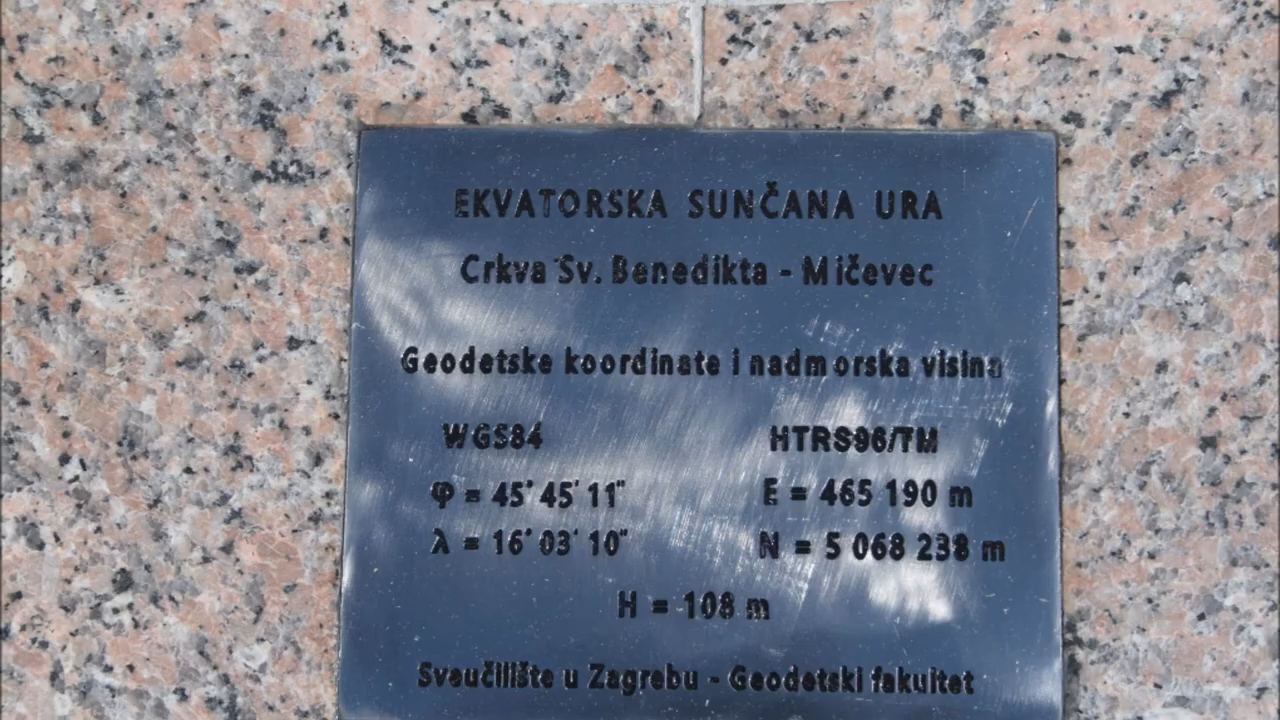 EKVATORSKA SUNČANA URA
Crkva Sv. Benedikta - Mičevec
Geodetske koordinate i nadmorska visina
WGS84 HTRS96/TM
φ = 45° 45' 11" E = 465 190 m
λ = 16° 03' 10" N = 5 068 238 m
H = 108 m
Sveučilište u Zagrebu - Geodetski fakultet